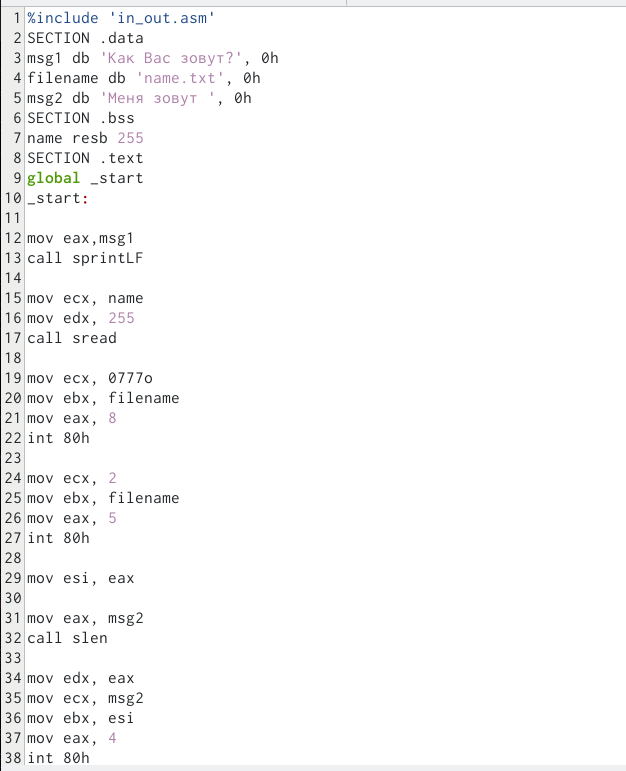 1 %include 'in_out.asm'
2 SECTION .data
3 msg1 db 'Как Вас зовут?', 0h
4 filename db 'name.txt', 0h
5 msg2 db 'Меня зовут ', 0h
6 SECTION .bss
7 name resb 255
8 SECTION .text
9 global _start
10 _start:
11
12 mov eax,msg1
13 call sprintLF
14
15 mov ecx, name
16 mov edx, 255
17 call sread
18
19 mov ecx, 0777o
20 mov ebx, filename
21 mov eax, 8
22 int 80h
23
24 mov ecx, 2
25 mov ebx, filename
26 mov eax, 5
27 int 80h
28
29 mov esi, eax
30
31 mov eax, msg2
32 call slen
33
34 mov edx, eax
35 mov ecx, msg2
36 mov ebx, esi
37 mov eax, 4
38 int 80h